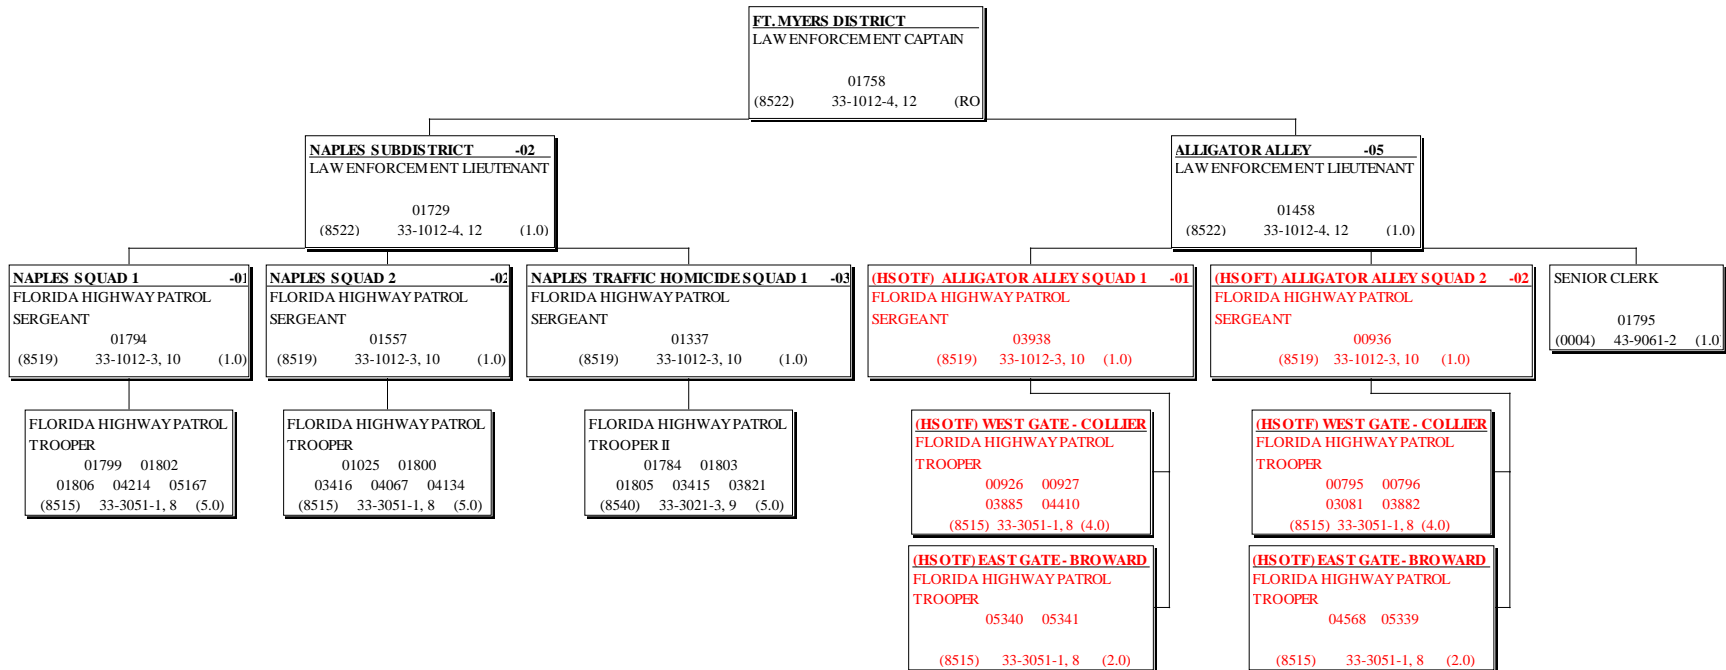 FT. MYERS DISTRICT
LAW ENFORCEMENT CAPTAIN
01758
(8522) 33-1012-4, 12 (RO
NAPLES SUBDISTRICT -02
LAW ENFORCEMENT LIEUTENANT
01729
(8522) 33-1012-4, 12 (1.0)
ALLIGATOR ALLEY -05
LAW ENFORCEMENT LIEUTENANT
01458
(8522) 33-1012-4, 12 (1.0)
NAPLES SQUAD 1 -01
FLORIDA HIGHWAY PATROL
SERGEANT
01794
(8519) 33-1012-3, 10 (1.0)
NAPLES SQUAD 2 -02
FLORIDA HIGHWAY PATROL
SERGEANT
01557
(8519) 33-1012-3, 10 (1.0)
NAPLES TRAFFIC HOMICIDE SQUAD 1 -03
FLORIDA HIGHWAY PATROL
SERGEANT
01337
(8519) 33-1012-3, 10 (1.0)
(HSOTF) ALLIGATOR ALLEY SQUAD 1 -01
FLORIDA HIGHWAY PATROL
SERGEANT
03938
(8519) 33-1012-3, 10 (1.0)
(HSOFT) ALLIGATOR ALLEY SQUAD 2 -02
FLORIDA HIGHWAY PATROL
SERGEANT
00936
(8519) 33-1012-3, 10 (1.0)
SENIOR CLERK
01795
(0004) 43-9061-2 (1.0)
FLORIDA HIGHWAY PATROL
TROOPER
01799 01802
01806 04214 05167
(8515) 33-3051-1, 8 (5.0)
FLORIDA HIGHWAY PATROL
TROOPER
01025 01800
03416 04067 04134
(8515) 33-3051-1, 8 (5.0)
FLORIDA HIGHWAY PATROL
TROOPER II
01784 01803
01805 03415 03821
(8540) 33-3021-3, 9 (5.0)
(HSOTF) WEST GATE - COLLIER
FLORIDA HIGHWAY PATROL
TROOPER
00926 00927
03885 04410
(8515) 33-3051-1, 8 (4.0)
(HSOTF) WEST GATE - COLLIER
FLORIDA HIGHWAY PATROL
TROOPER
00795 00796
03081 03882
(8515) 33-3051-1, 8 (4.0)
(HSOTF) EAST GATE - BROWARD
FLORIDA HIGHWAY PATROL
TROOPER
05340 05341
(8515) 33-3051-1, 8 (2.0)
(HSOTF) EAST GATE - BROWARD
FLORIDA HIGHWAY PATROL
TROOPER
04568 05339
(8515) 33-3051-1, 8 (2.0)